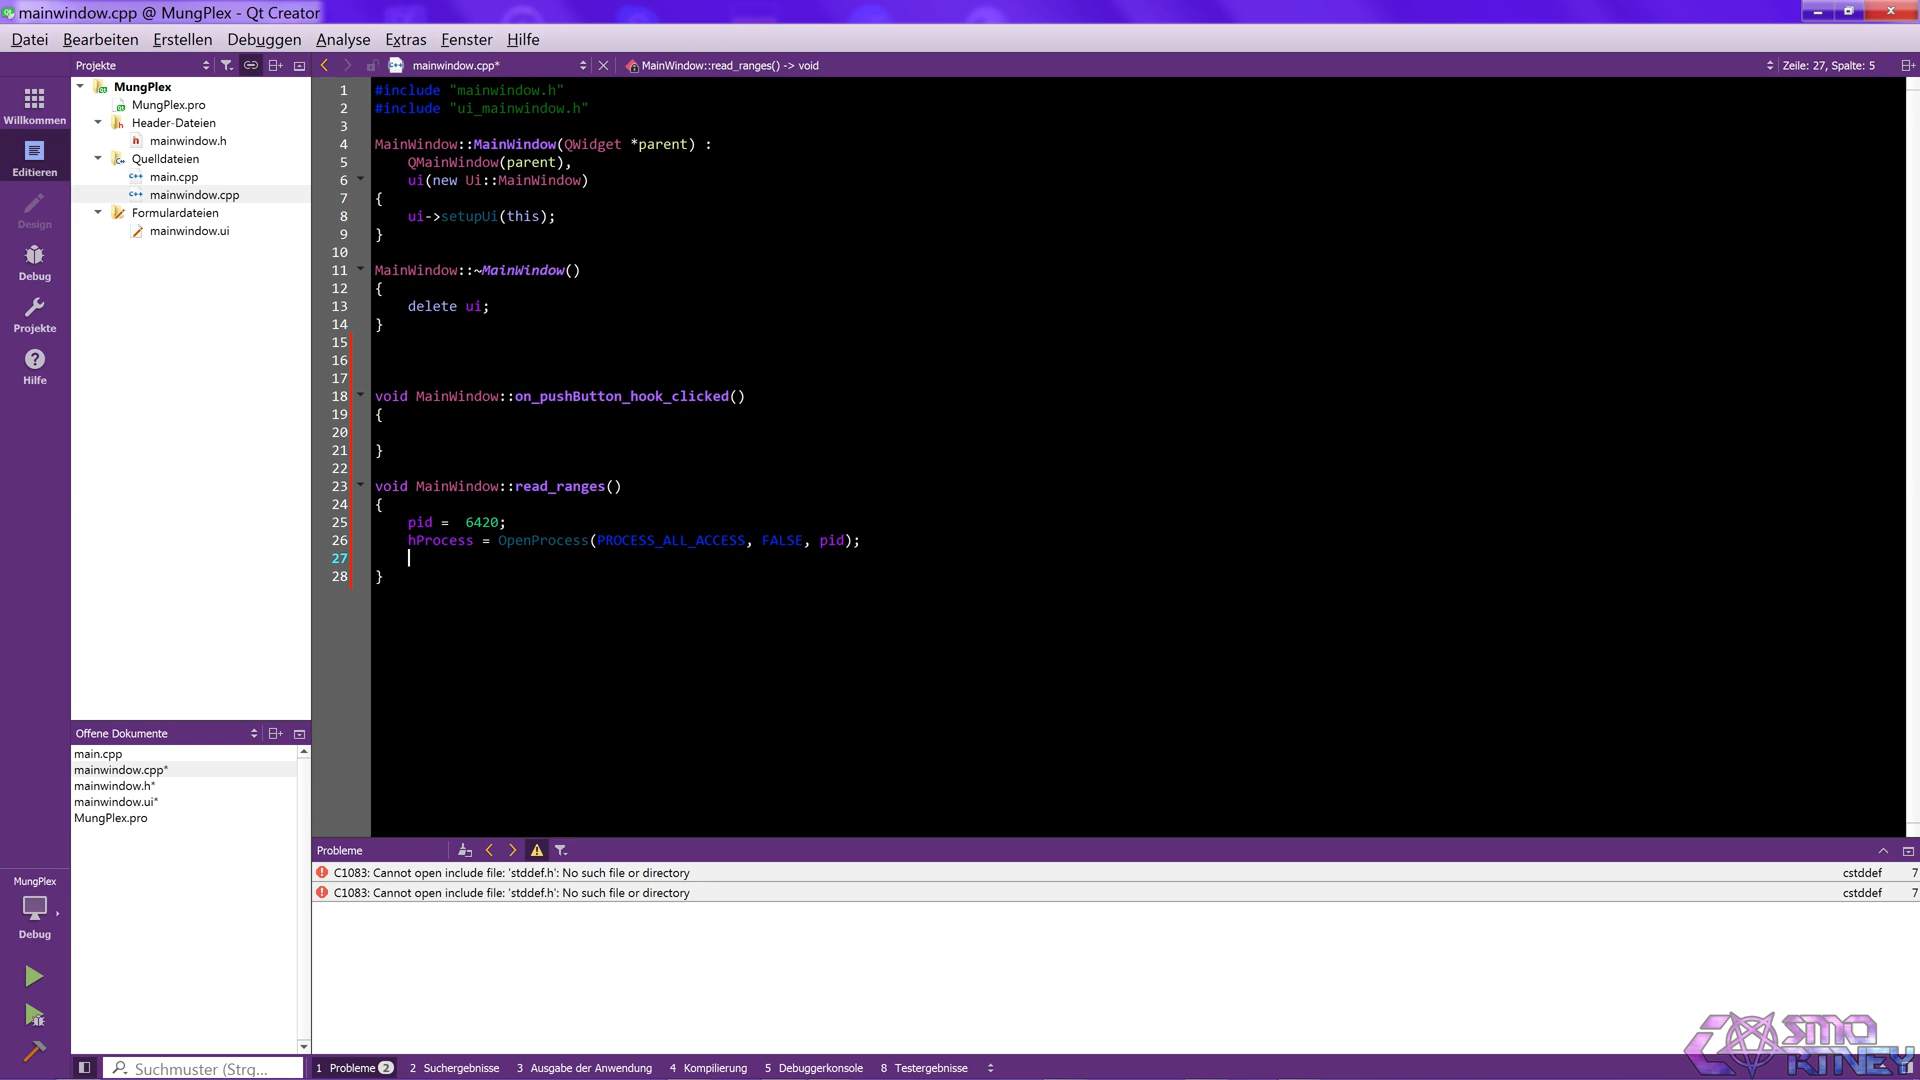 mainwindow.cpp @ MungPlex - Qt Creator
Datei Bearbeiten Erstellen Debuggen Analyse Extras Fenster Hilfe
Projekte
mainwindow.cpp*
MainWindow::read_ranges() -> void
Zeile: 27, Spalte: 5
Willkommen
Editieren
Design
Debug
Projekte
Hilfe
MungPlex
MungPlex.pro
Header-Dateien
mainwindow.h
Quelldateien
main.cpp
mainwindow.cpp
Formulardateien
mainwindow.ui
1 #include "mainwindow.h"
2 #include "ui_mainwindow.h"
3
4 MainWindow::MainWindow(QWidget *parent) :
5 QMainWindow(parent),
6 ui(new Ui::MainWindow)
7 {
8 ui->setupUi(this);
9 }
10
11 MainWindow::~MainWindow()
12 {
13 delete ui;
14 }
15
16
17
18 void MainWindow::on_pushButton_hook_clicked()
19 {
20
21 }
22
23 void MainWindow::read_ranges()
24 {
25 pid =  6420;
26 hProcess = OpenProcess(PROCESS_ALL_ACCESS, FALSE, pid);
27
28 }
Offene Dokumente
main.cpp
mainwindow.cpp*
mainwindow.h*
mainwindow.ui*
MungPlex.pro
Probleme
C1083: Cannot open include file: 'stddef.h': No such file or directory cstddef 7
C1083: Cannot open include file: 'stddef.h': No such file or directory cstddef 7
MungPlex
Debug
Suchmuster (Strg...
1 Probleme 2 2 Suchergebnisse 3 Ausgabe der Anwendung 4 Kompilierung 5 Debuggerkonsole 8 Testergebnisse